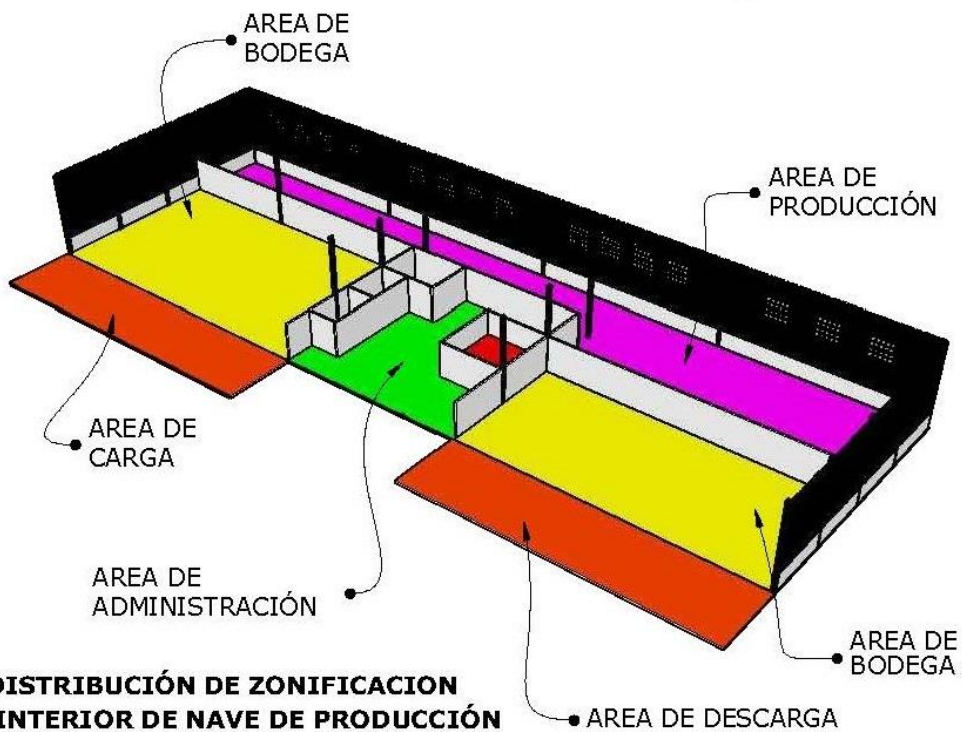 AREA DE
BODEGA
AREA DE
PRODUCCIÓN
AREA DE
CARGA
AREA DE
ADMINISTRACIÓN
AREA DE
BODEGA
DISTRIBUCIÓN DE ZONIFICACION
INTERIOR DE NAVE DE PRODUCCIÓN
AREA DE DESCARGA